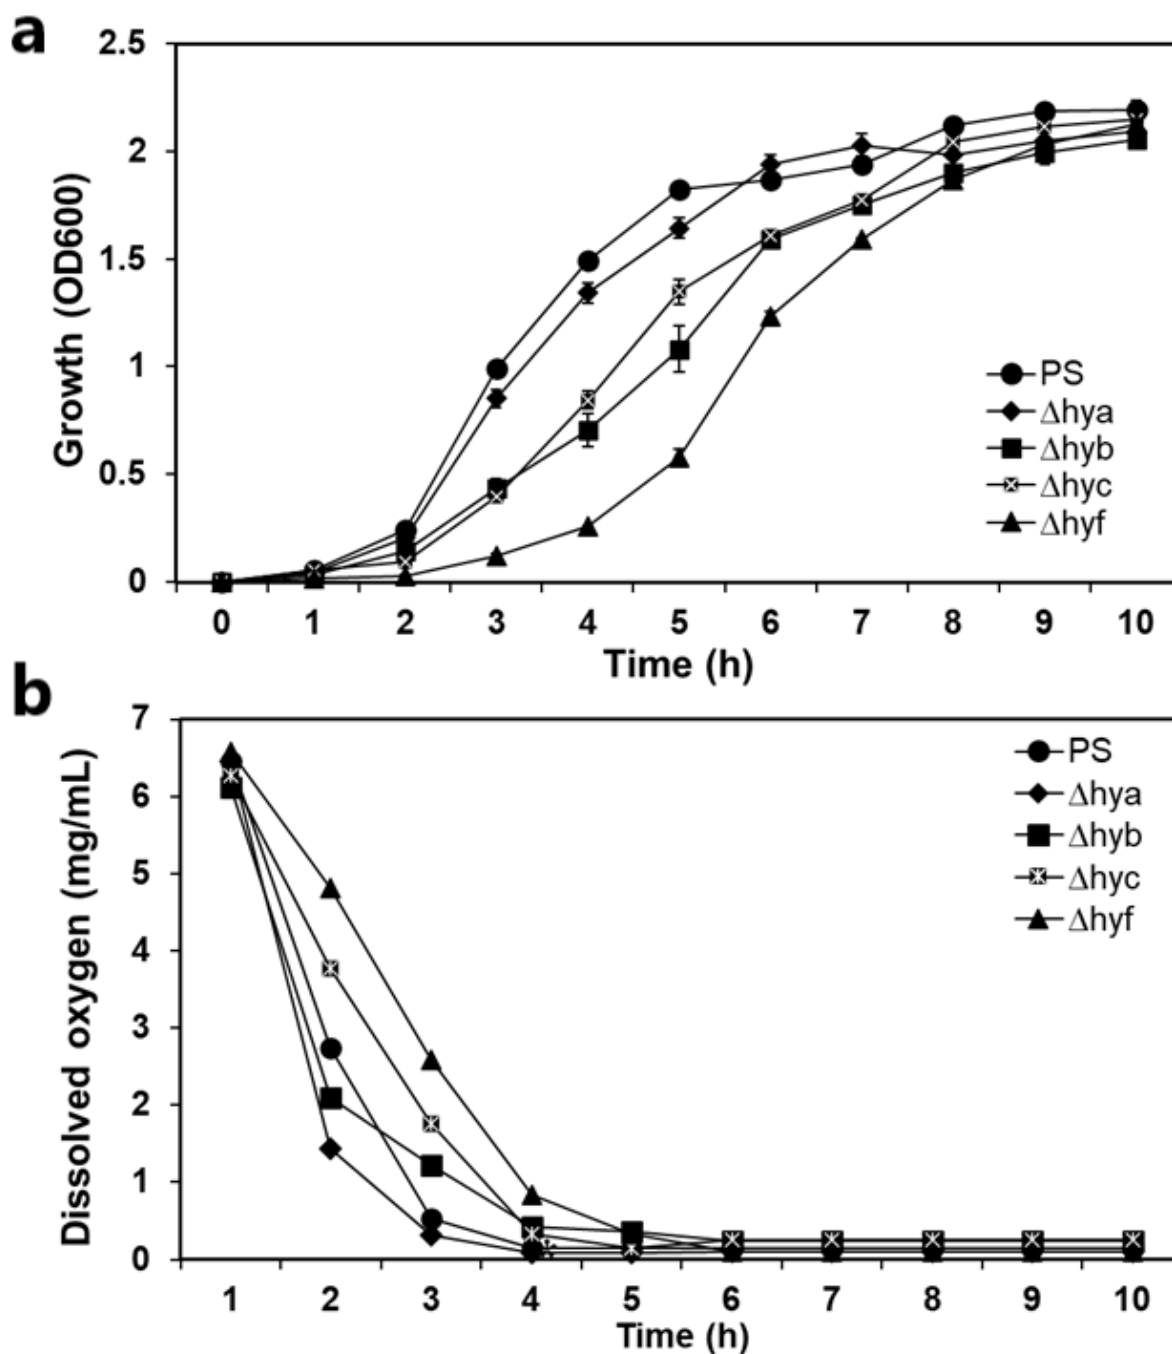 a
2.5
2
1.5
1
0.5
0
Growth (OD600)
PS
Δhya
Δhyb
Δhyc
Δhyf
0 1 2 3 4 5 6 7 8 9 10
Time (h)
b
7
6
5
4
3
2
1
0
Dissolved oxygen (mg/mL)
PS
Δhya
Δhyb
Δhyc
Δhyf
1 2 3 4 5 6 7 8 9 10
Time (h)